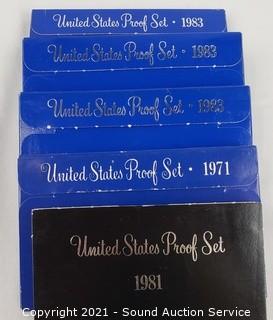 United States Proof Set · 1983
United States Proof Set · 1983
United States Proof Set · 1983
United States Proof Set · 1971
United States Proof Set
1981
Copyright © 2021 - Sound Auction Service